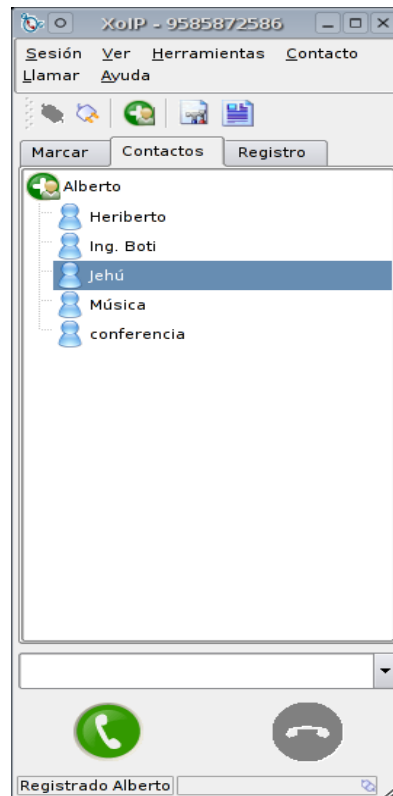 XoIP - 9585872586
Sesión Ver Herramientas Contacto
Llamar Ayuda
Marcar Contactos Registro
Alberto
Heriberto
Ing. Boti
Jehú
Música
conferencia
Registrado Alberto